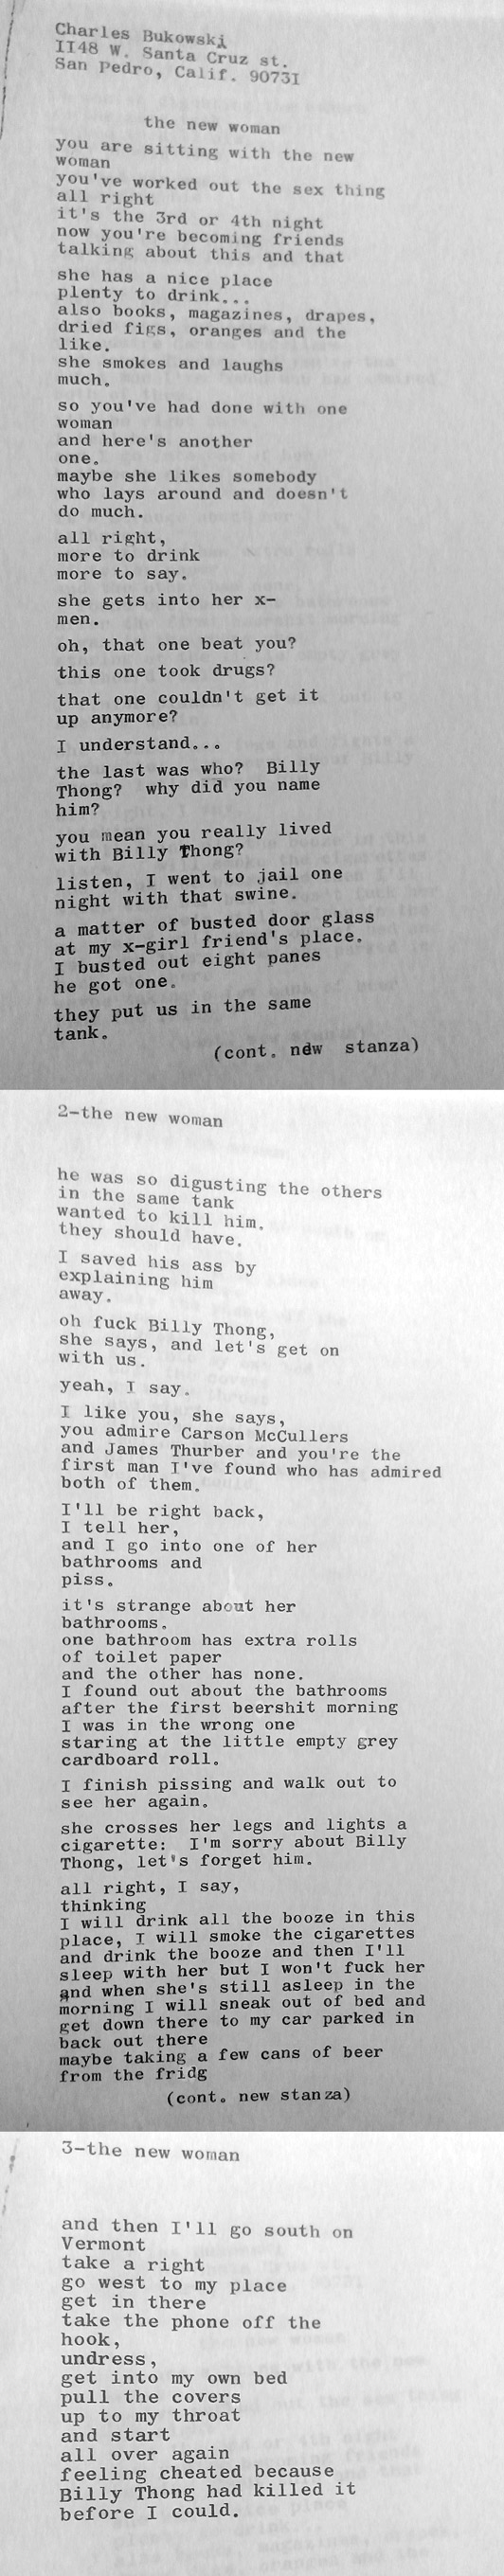 Charles Bukowski
II48 W. Santa Cruz st.
San Pedro, Calif. 9073I
the new woman
you are sitting with the new
woman
you've worked out the sex thing
all right
it's the 3rd or 4th night
now you're becoming friends
talking about this and that
she has a nice place
plenty to drink...
also books, magazines, drapes,
dried figs, oranges and the
like.
she smokes and laughs
much.
so you've had done with one
woman
and here's another
one.
maybe she likes somebody
who lays around and doesn't
do much.
all right,
more to drink
more to say.
she gets into her x-
men.
oh, that one beat you?
this one took drugs?
that one couldn't get it
up anymore?
I understand...
the last was who?  Billy
Thong?  why did you name
him?
you mean you really lived
with Billy Thong?
listen, I went to jail one
night with that swine.
a matter of busted door glass
at my x-girl friend's place.
I busted out eight panes
he got one.
they put us in the same
tank.
(cont. new  stanza)
2-the new woman
he was so digusting the others
in the same tank
wanted to kill him.
they should have.
I saved his ass by
explaining him
away.
oh fuck Billy Thong,
she says, and let's get on
with us.
yeah, I say.
I like you, she says,
you admire Carson McCullers
and James Thurber and you're the
first man I've found who has admired
both of them.
I'll be right back,
I tell her,
and I go into one of her
bathrooms and
piss.
it's strange about her
bathrooms.
one bathroom has extra rolls
of toilet paper
and the other has none.
I found out about the bathrooms
after the first beershit morning
I was in the wrong one
staring at the little empty grey
cardboard roll.
I finish pissing and walk out to
see her again.
she crosses her legs and lights a
cigarette:  I'm sorry about Billy
Thong, let's forget him.
all right, I say,
thinking
I will drink all the booze in this
place, I will smoke the cigarettes
and drink the booze and then I'll
sleep with her but I won't fuck her
and when she's still asleep in the
morning I will sneak out of bed and
get down there to my car parked in
back out there
maybe taking a few cans of beer
from the fridg
(cont. new stanza)
3-the new woman
and then I'll go south on
Vermont
take a right
go west to my place
get in there
take the phone off the
hook,
undress,
get into my own bed
pull the covers
up to my throat
and start
all over again
feeling cheated because
Billy Thong had killed it
before I could.